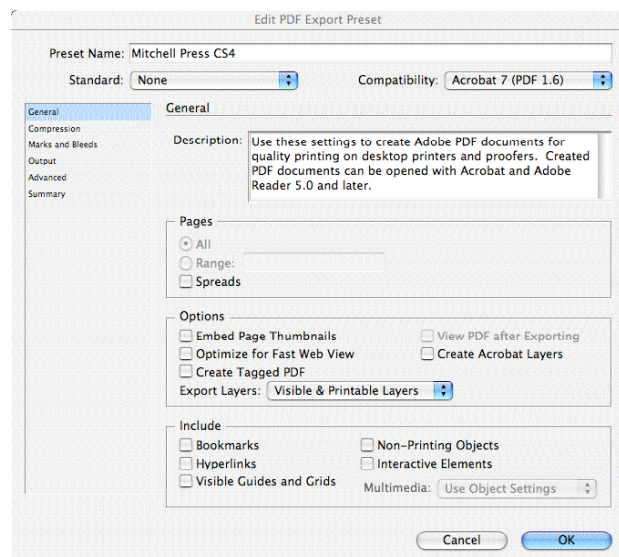 Edit PDF Export Preset
Preset Name: Mitchell Press CS4
Standard: None Compatibility: Acrobat 7 (PDF 1.6)
General
Compression
Marks and Bleeds
Output
Advanced
Summary
General
Description: Use these settings to create Adobe PDF documents for
quality printing on desktop printers and proofers. Created
PDF documents can be opened with Acrobat and Adobe
Reader 5.0 and later.
Pages
All
Range:
Spreads
Options
Embed Page Thumbnails View PDF after Exporting
Optimize for Fast Web View Create Acrobat Layers
Create Tagged PDF
Export Layers: Visible & Printable Layers
Include
Bookmarks Non-Printing Objects
Hyperlinks Interactive Elements
Visible Guides and Grids Multimedia: Use Object Settings
Cancel OK